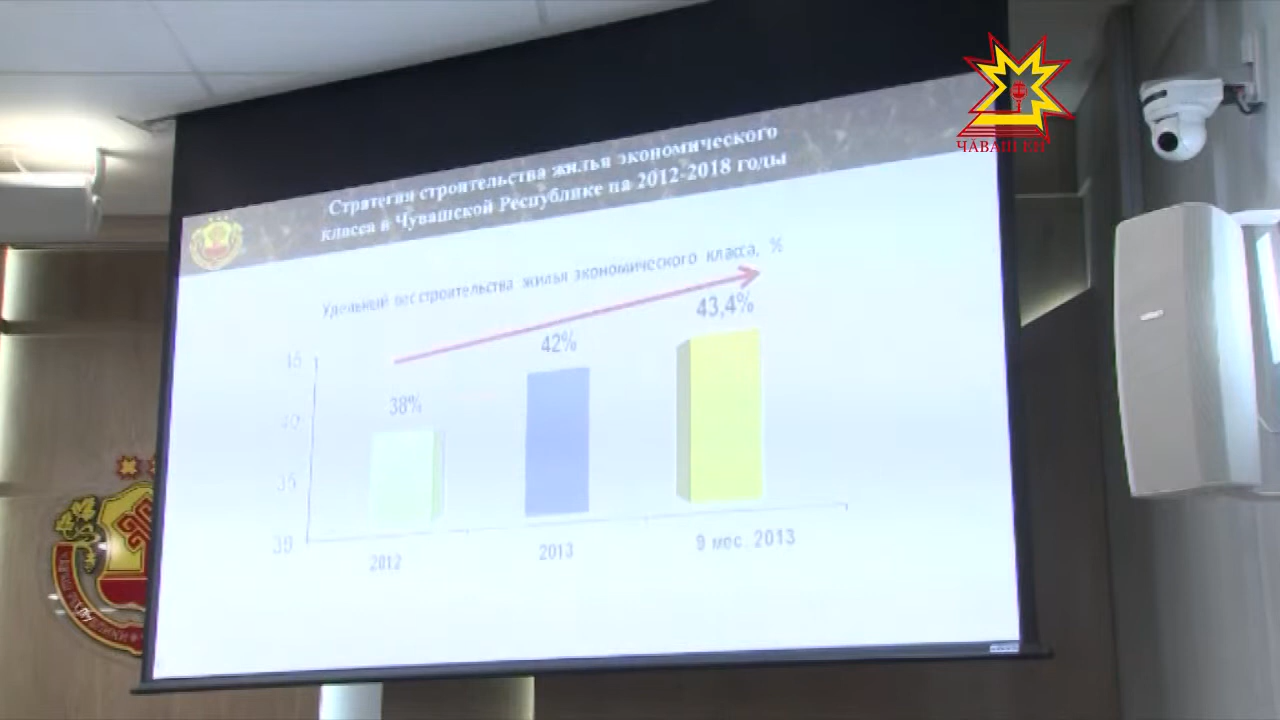 ЧӐВАШ ЕН
Стратегия строительства жилья экономического
класса в Чувашской Республике на 2012-2018 годы
Удельный вес строительства жилья экономического класса, %
43,4%
42%
38%
45
40
35
30
2012
2013
9 мес. 2013